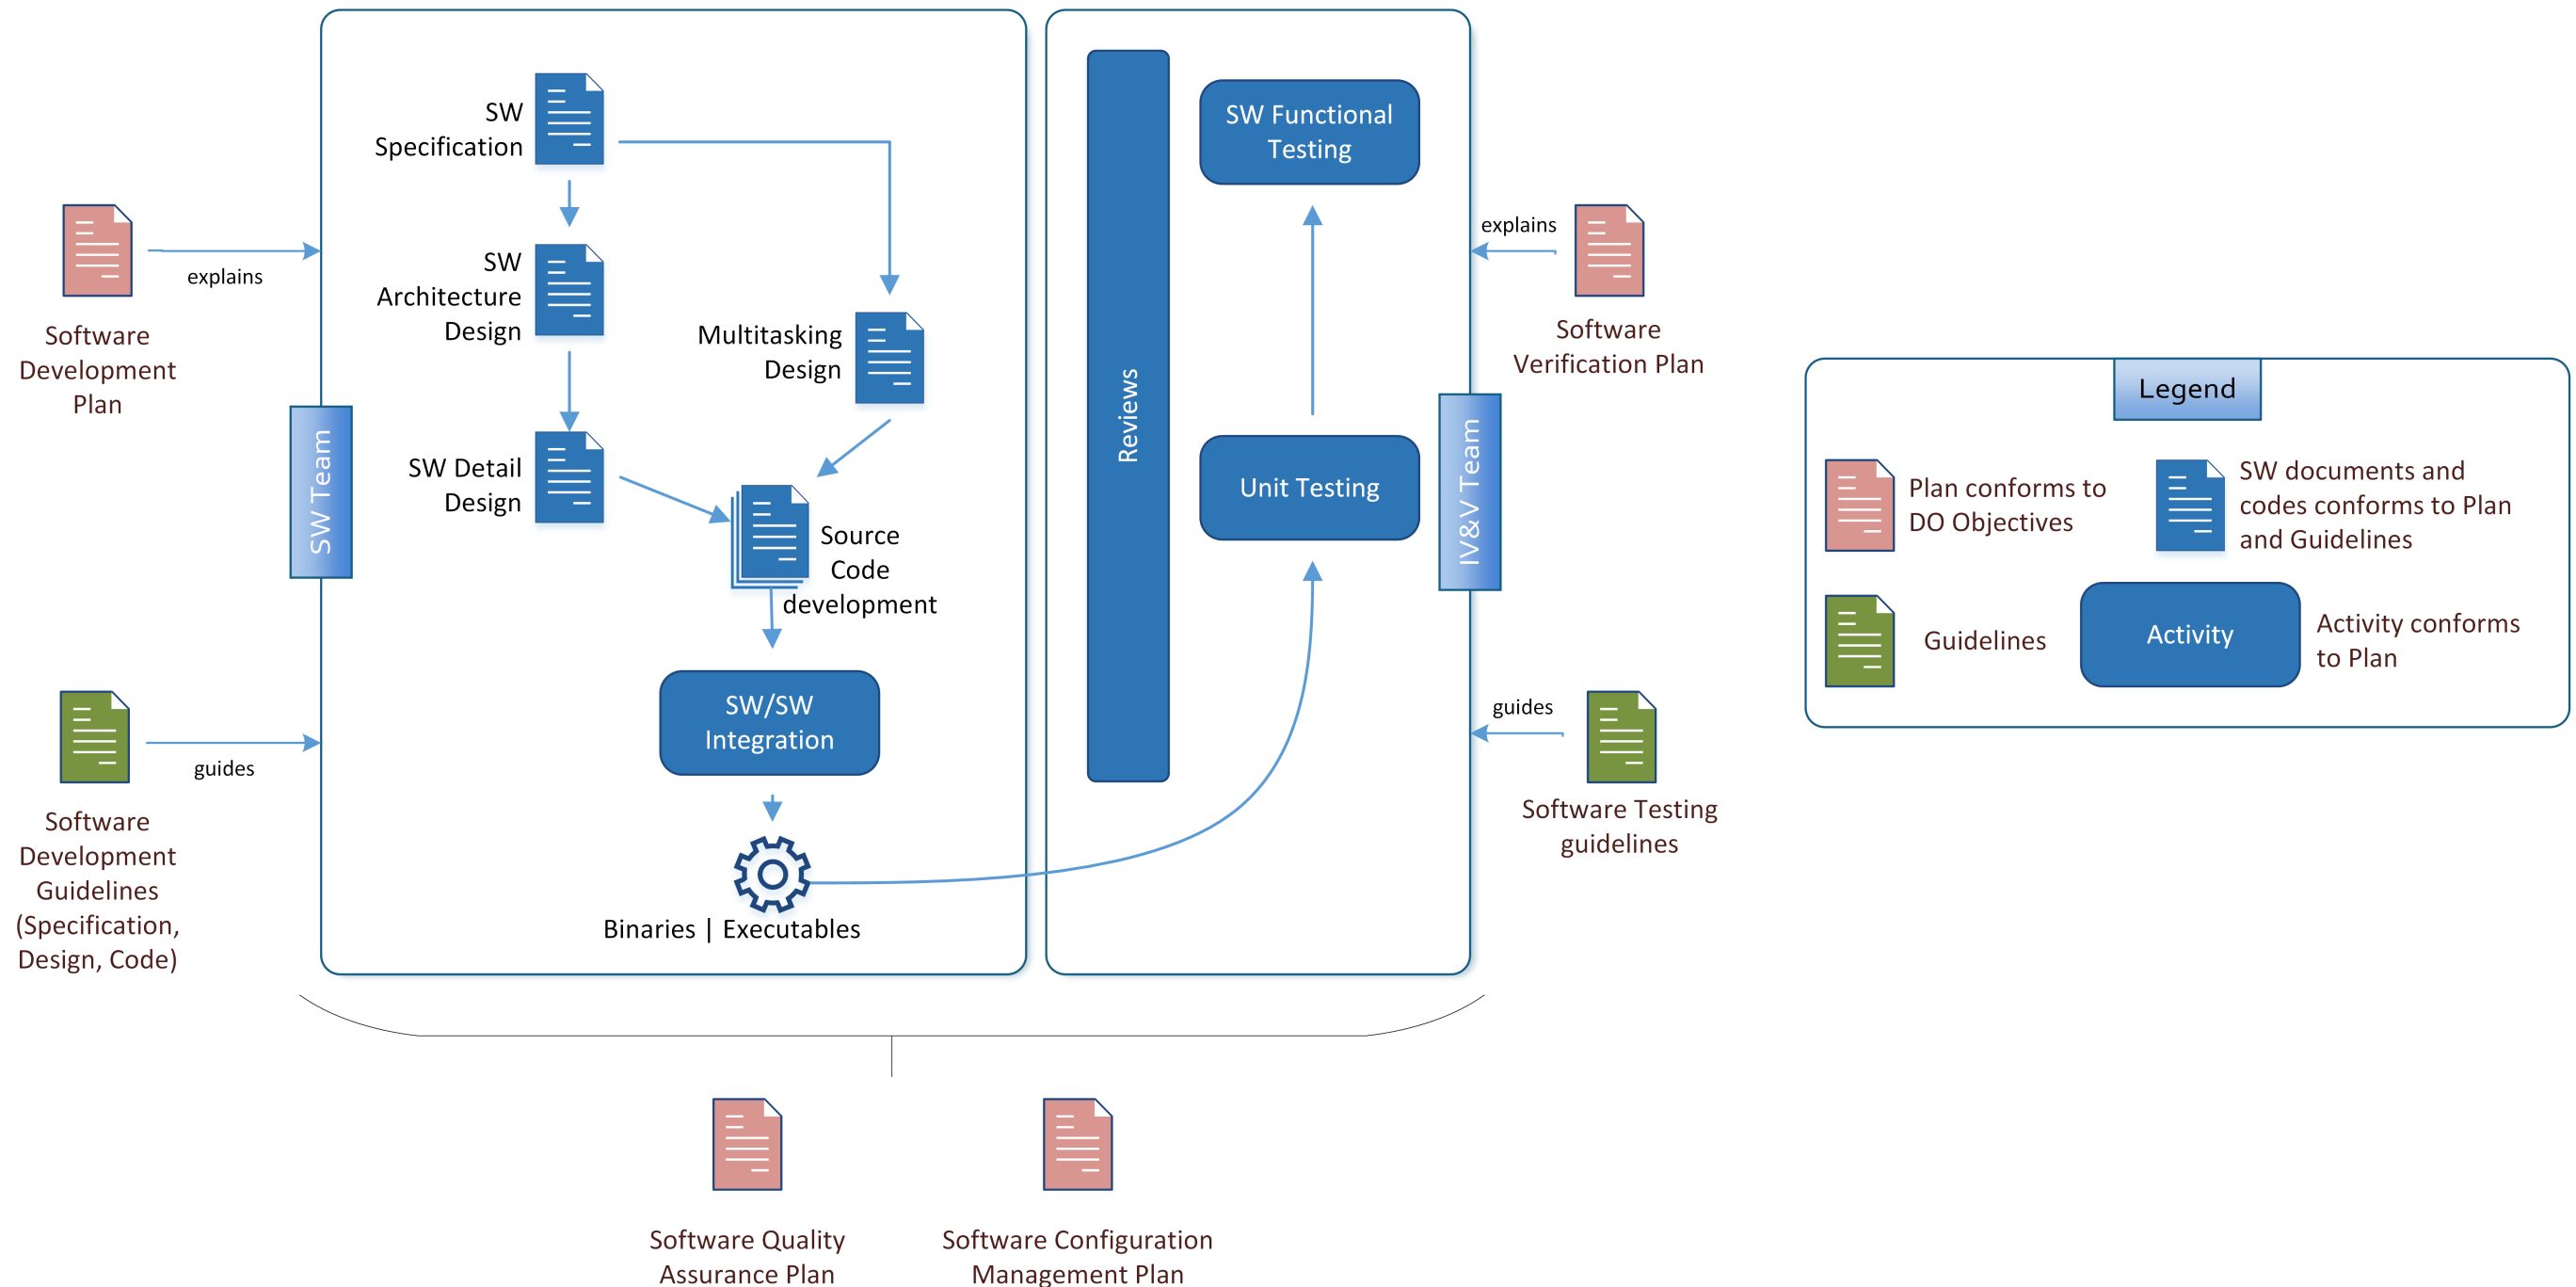 SW
Specification
SW
Architecture
Design
Multitasking
Design
SW Detail
Design
Source
Code
development
SW/SW
Integration
Binaries | Executables
SW Team
explains
Software
Development
Plan
guides
Software
Development
Guidelines
(Specification,
Design, Code)
Reviews
SW Functional
Testing
Unit Testing
IV&V Team
explains
Software
Verification Plan
guides
Software Testing
guidelines
Legend
Plan conforms to
DO Objectives
SW documents and
codes conforms to Plan
and Guidelines
Guidelines
Activity
Activity conforms
to Plan
Software Quality
Assurance Plan
Software Configuration
Management Plan